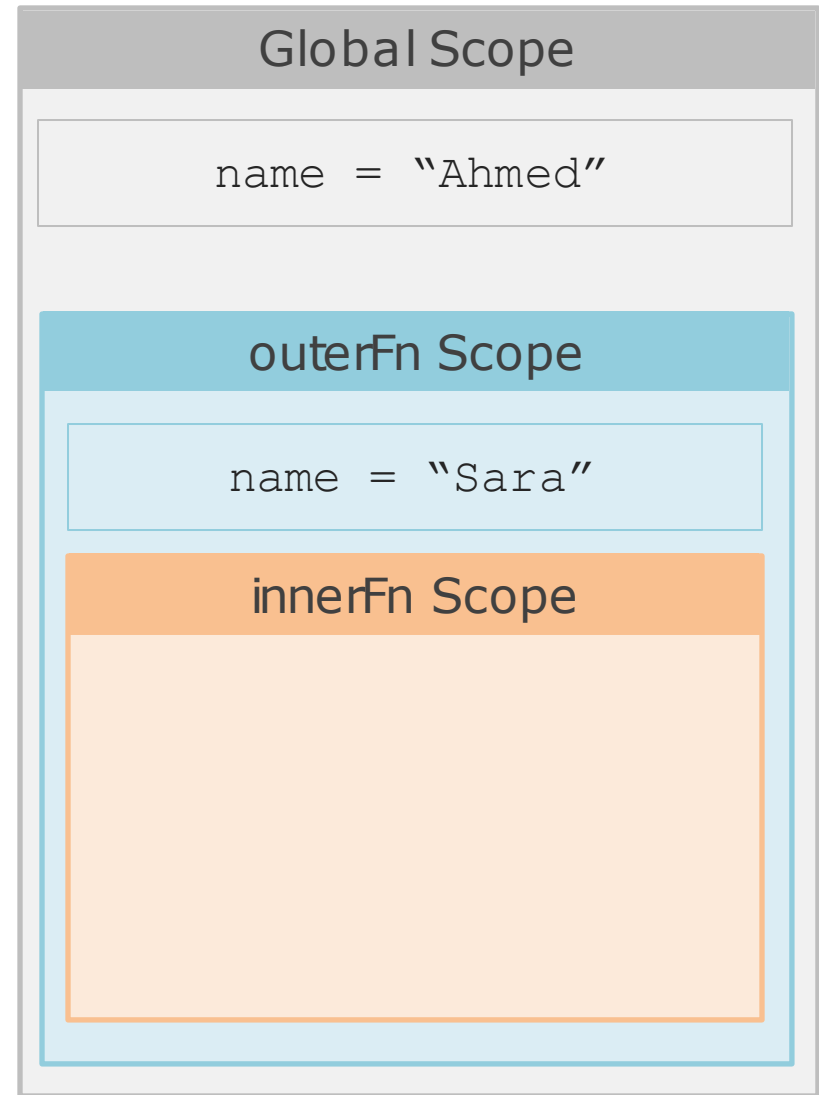 Global Scope
name = “Ahmed”
outerFn Scope
name = “Sara”
innerFn Scope